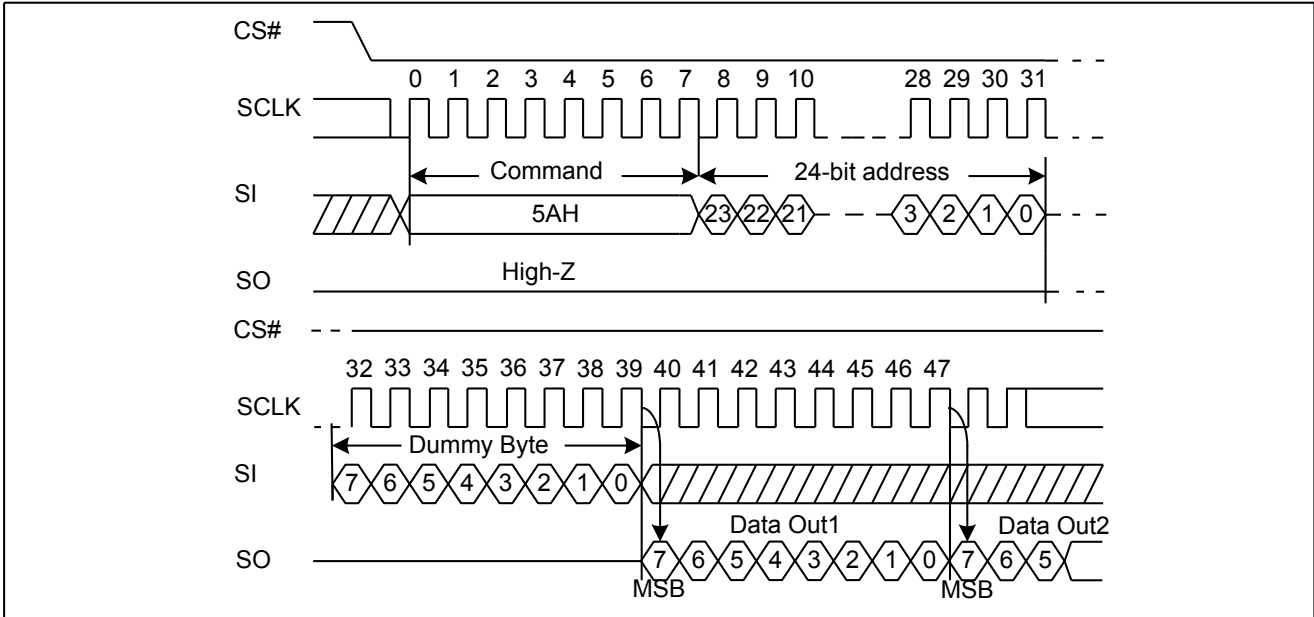 CS#
0 1 2 3 4 5 6 7 8 9 10 28 29 30 31
SCLK
Command 24-bit address
SI
5AH 23 22 21 3 2 1 0
High-Z
SO
CS#
32 33 34 35 36 37 38 39 40 41 42 43 44 45 46 47
SCLK
Dummy Byte
SI
7 6 5 4 3 2 1 0
Data Out1 Data Out2
SO
7 6 5 4 3 2 1 0 7 6 5
MSB MSB